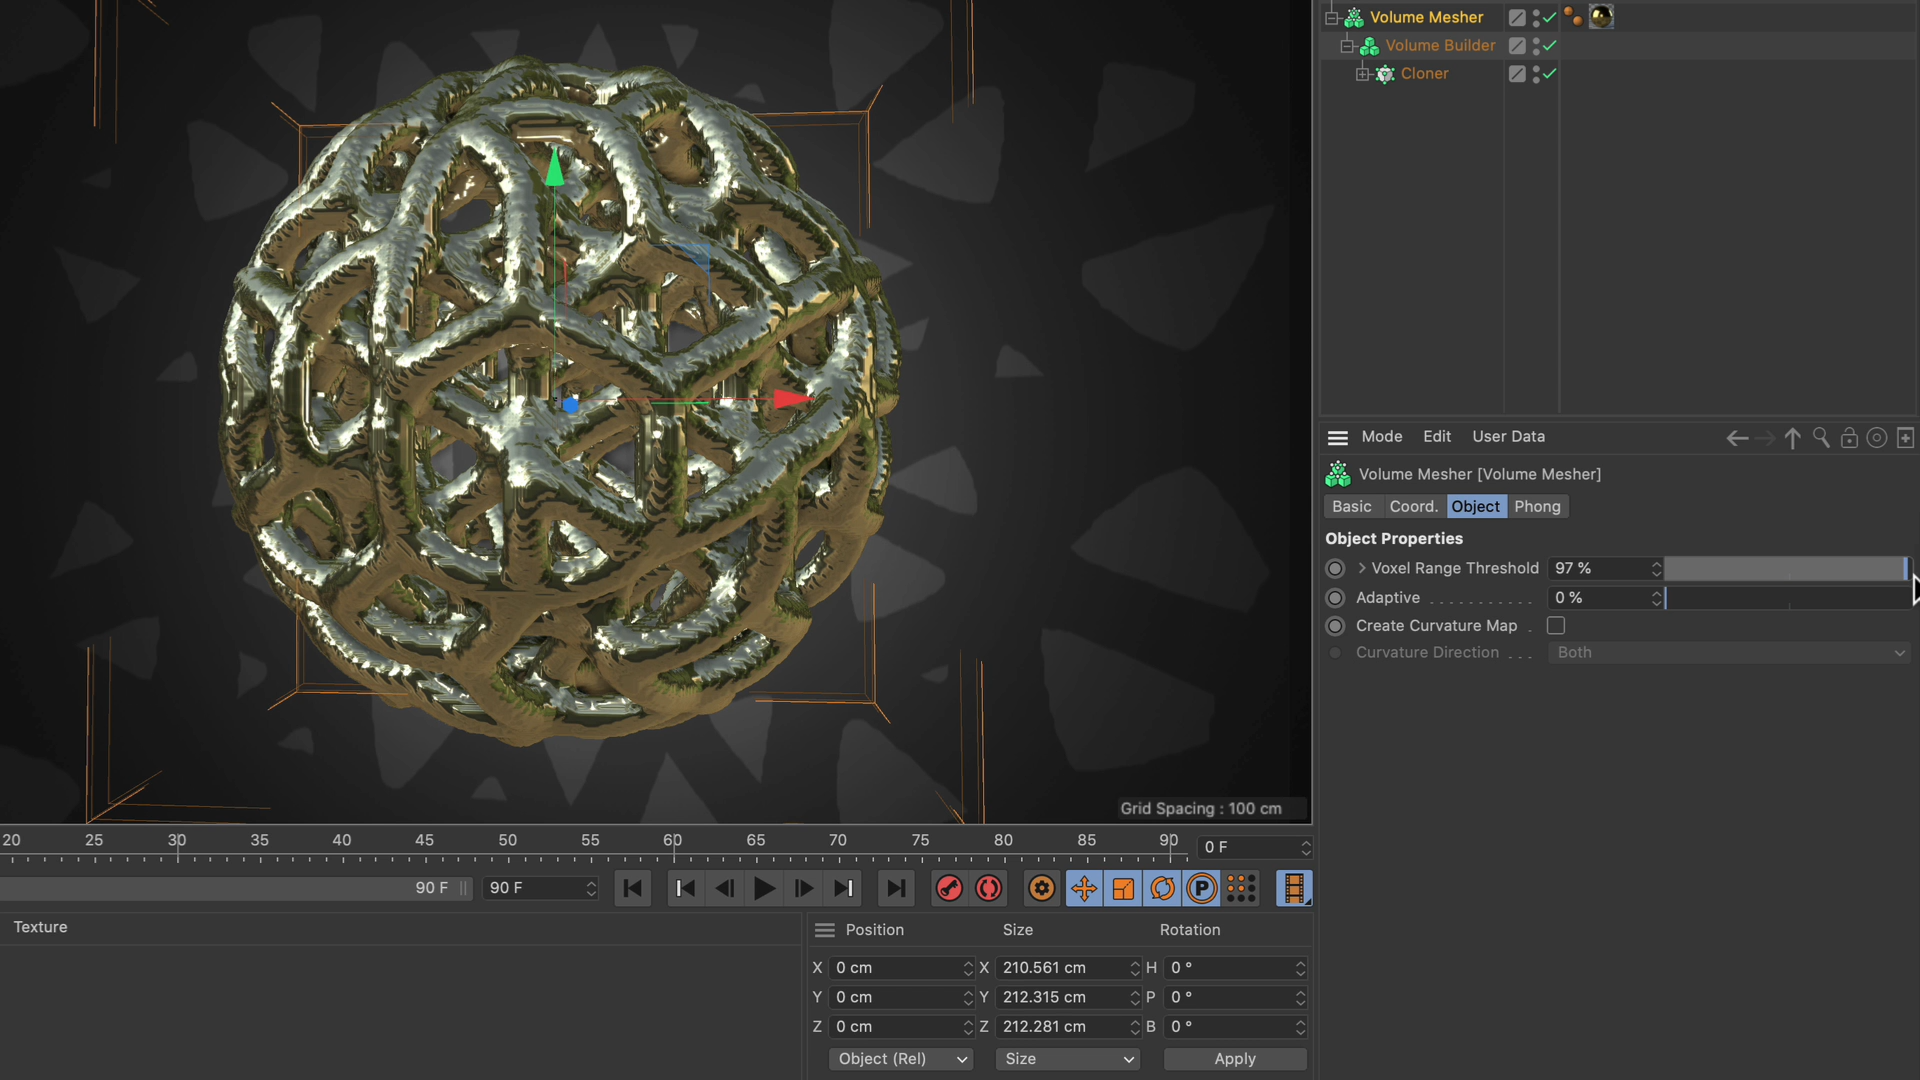 Volume Mesher
Volume Builder
Cloner
Mode Edit User Data
Volume Mesher [Volume Mesher]
Basic Coord. Object Phong
Object Properties
Voxel Range Threshold 97 %
Adaptive . . . . . . . . . . . 0 %
Create Curvature Map .
Curvature Direction . . . Both
Grid Spacing : 100 cm
20 25 30 35 40 45 50 55 60 65 70 75 80 85 90 0 F
90 F 90 F
P
Texture
Position Size Rotation
X 0 cm X 210.561 cm H 0 °
Y 0 cm Y 212.315 cm P 0 °
Z 0 cm Z 212.281 cm B 0 °
Object (Rel) Size Apply